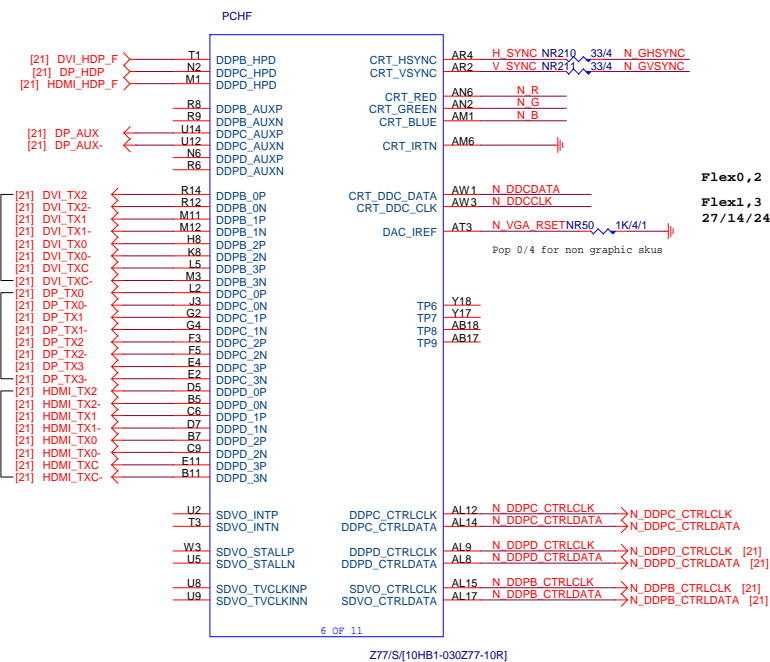 PCHF
[21] DVI_HDP_F T1 DDPB_HPD CRT_HSYNC AR4 H_SYNC NR210 33/4 N_GHSYNC
[21] DP_HDP N2 DDPC_HPD CRT_VSYNC AR2 V_SYNC NR211 33/4 N_GVSYNC
[21] HDMI_HDP_F M1 DDPD_HPD
CRT_RED AN6 N_R
R8 DDPB_AUXP CRT_GREEN AN2 N_G
R9 DDPB_AUXN CRT_BLUE AM1 N_B
[21] DP_AUX U14 DDPC_AUXP
[21] DP_AUX- U12 DDPC_AUXN CRT_IRTN AM6
N6 DDPD_AUXP
R6 DDPD_AUXN
Flex0,2
[21] DVI_TX2 R14 DDPB_0P CRT_DDC_DATA AW1 N_DDCDATA
[21] DVI_TX2- R12 DDPB_0N CRT_DDC_CLK AW3 N_DDCCLK
Flex1,3
[21] DVI_TX1 M11 DDPB_1P
27/14/24
[21] DVI_TX1- M12 DDPB_1N DAC_IREF AT3 N_VGA_RSET NR50 1K/4/1
[21] DVI_TX0 H8 DDPB_2P
Pop 0/4 for non graphic skus
[21] DVI_TX0- K8 DDPB_2N
[21] DVI_TXC L5 DDPB_3P
[21] DVI_TXC- M3 DDPB_3N
[21] DP_TX0 L2 DDPC_0P
[21] DP_TX0- J3 DDPC_0N TP6 Y18
[21] DP_TX1 G2 DDPC_1P TP7 Y17
[21] DP_TX1- G4 DDPC_1N TP8 AB18
[21] DP_TX2 F3 DDPC_2P TP9 AB17
[21] DP_TX2- F5 DDPC_2N
[21] DP_TX3 E4 DDPC_3P
[21] DP_TX3- E2 DDPC_3N
[21] HDMI_TX2 D5 DDPD_0P
[21] HDMI_TX2- B5 DDPD_0N
[21] HDMI_TX1 C6 DDPD_1P
[21] HDMI_TX1- D7 DDPD_1N
[21] HDMI_TX0 B7 DDPD_2P
[21] HDMI_TX0- C9 DDPD_2N
[21] HDMI_TXC E11 DDPD_3P
[21] HDMI_TXC- B11 DDPD_3N
U2 SDVO_INTP DDPC_CTRLCLK AL12 N_DDPC_CTRLCLK N_DDPC_CTRLCLK
T3 SDVO_INTN DDPC_CTRLDATA AL14 N_DDPC_CTRLDATA N_DDPC_CTRLDATA
W3 SDVO_STALLP DDPD_CTRLCLK AL9 N_DDPD_CTRLCLK N_DDPD_CTRLCLK [21]
U5 SDVO_STALLN DDPD_CTRLDATA AL8 N_DDPD_CTRLDATA N_DDPD_CTRLDATA [21]
U8 SDVO_TVCLKINP SDVO_CTRLCLK AL15 N_DDPB_CTRLCLK N_DDPB_CTRLCLK [21]
U9 SDVO_TVCLKINN SDVO_CTRLDATA AL17 N_DDPB_CTRLDATA N_DDPB_CTRLDATA [21]
6 OF 11
Z77/S/[10HB1-030Z77-10R]